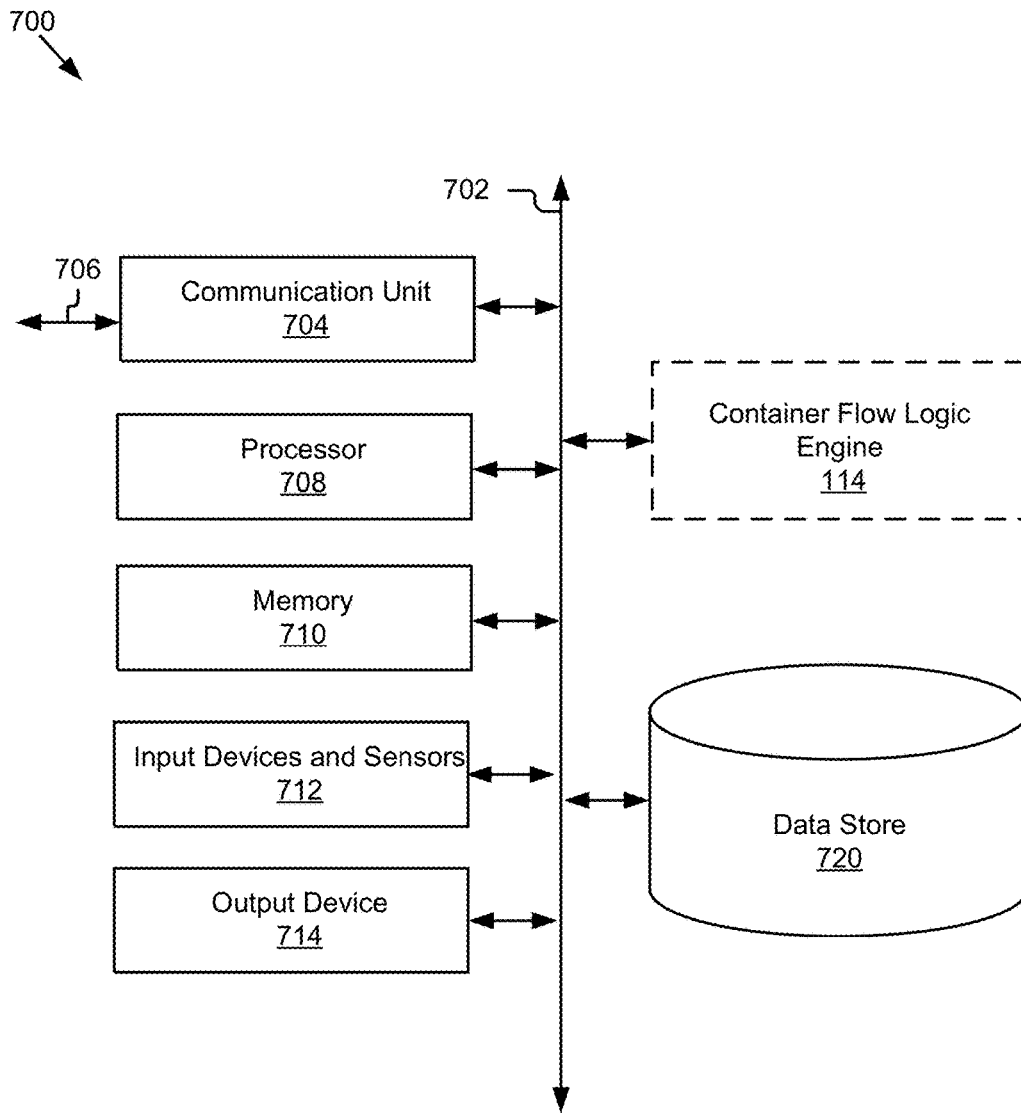 700
702
706
Communication Unit
704
Container Flow Logic
Engine
114
Processor
708
Memory
710
Input Devices and Sensors
712
Data Store
720
Output Device
714